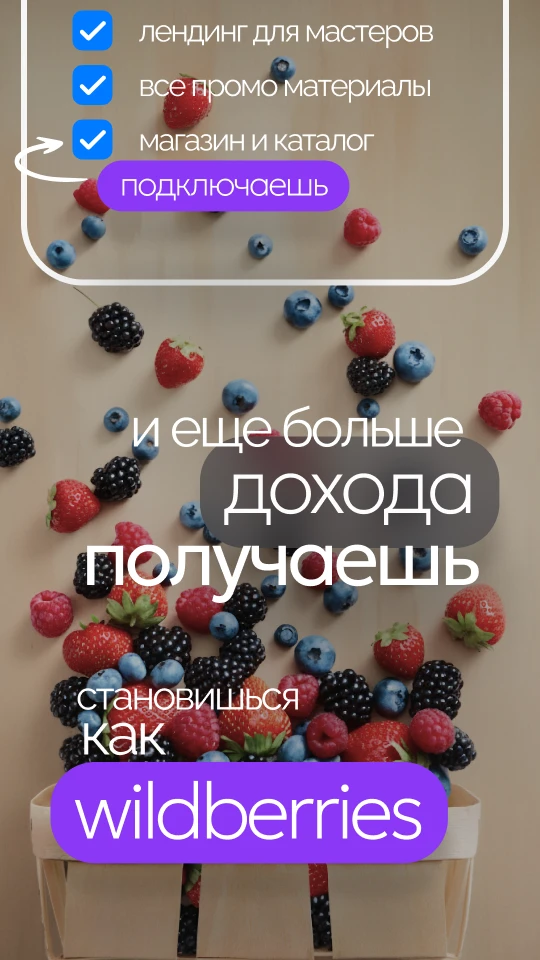 лендинг для мастеров
все промо материалы
магазин и каталог
подключаешь
и еще больше
дохода
получаешь
становишься
как
wildberries